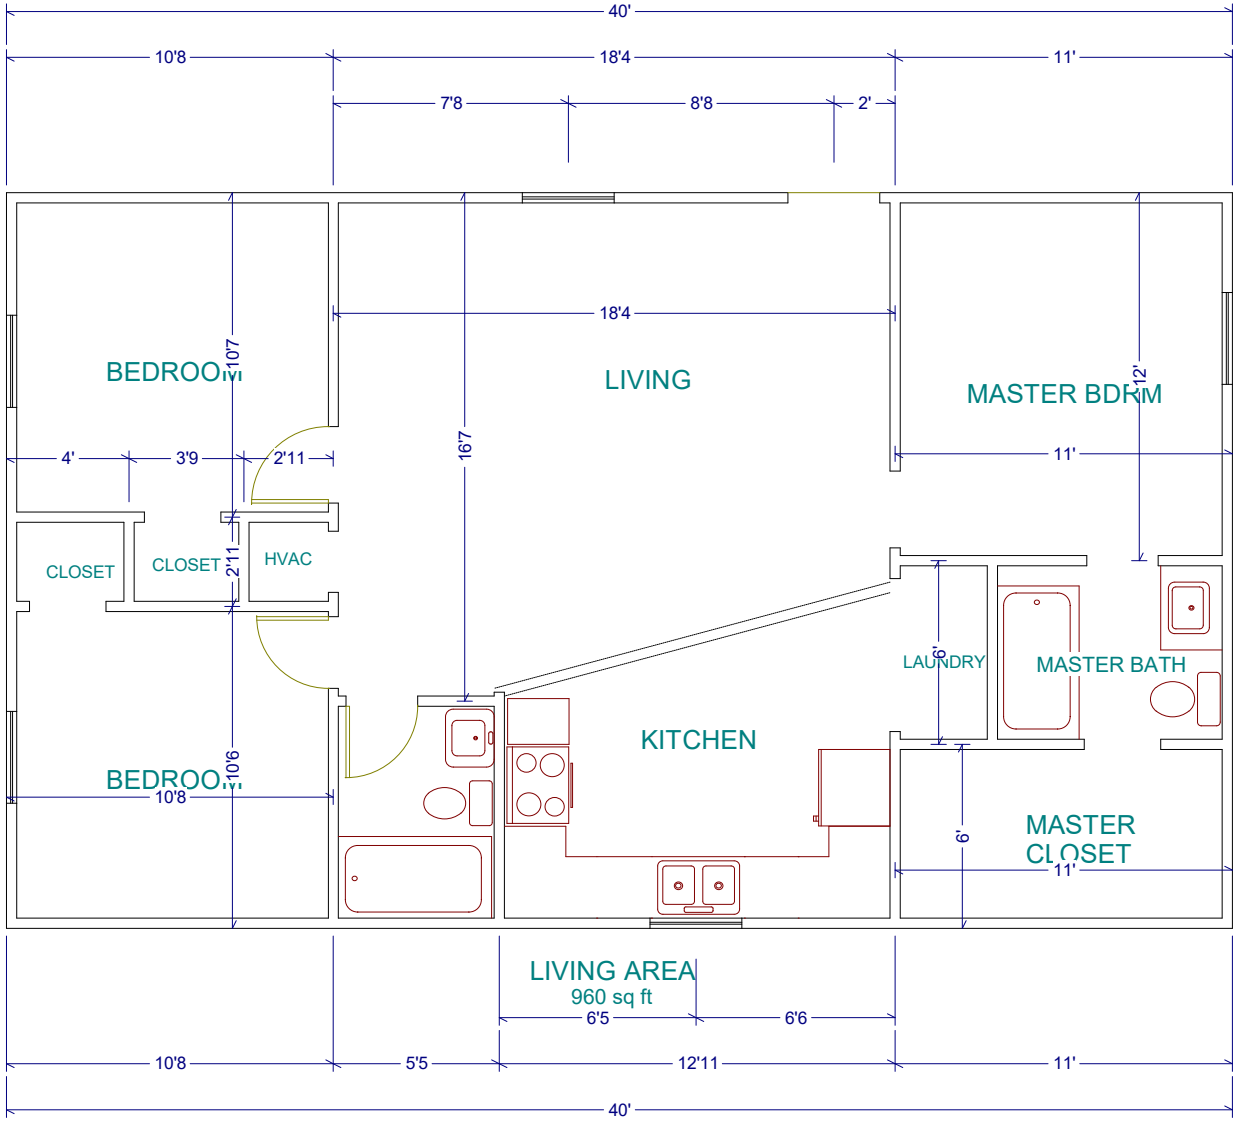 40'
10'8 18'4 11'
7'8 8'8 2'
18'4
10'7
BEDROOM
LIVING
12'
MASTER BDRM
16'7
4' 3'9 2'11
11'
CLOSET
CLOSET
2'11
HVAC
6'
LAUNDRY
MASTER BATH
KITCHEN
10'6
BEDROOM
10'8
MASTER
CLOSET
6'
11'
LIVING AREA
960 sq ft
6'5 6'6
10'8 5'5 12'11 11'
40'